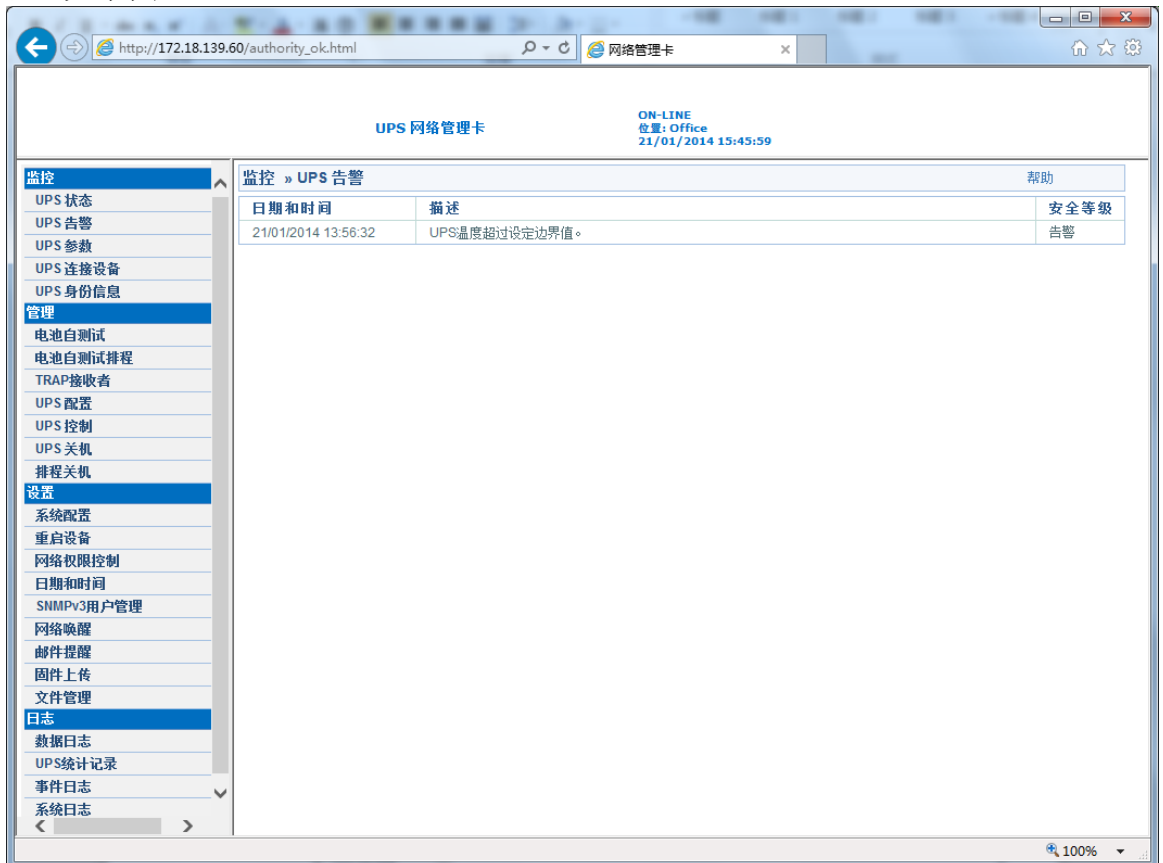 http://172.18.139.60/authority_ok.html
网络管理卡
UPS 网络管理卡
ON-LINE
位置: Office
21/01/2014 15:45:59
监控
UPS 状态
UPS 告警
UPS 参数
UPS 连接设备
UPS 身份信息
管理
电池自测试
电池自测试排程
TRAP接收者
UPS 配置
UPS 控制
UPS 关机
排程关机
设置
系统配置
重启设备
网络权限控制
日期和时间
SNMPv3用户管理
网络唤醒
邮件提醒
固件上传
文件管理
日志
数据日志
UPS统计记录
事件日志
系统日志
监控 » UPS 告警 帮助
日期和时间 描述 安全等级
21/01/2014 13:56:32 UPS温度超过设定边界值。 告警
100%